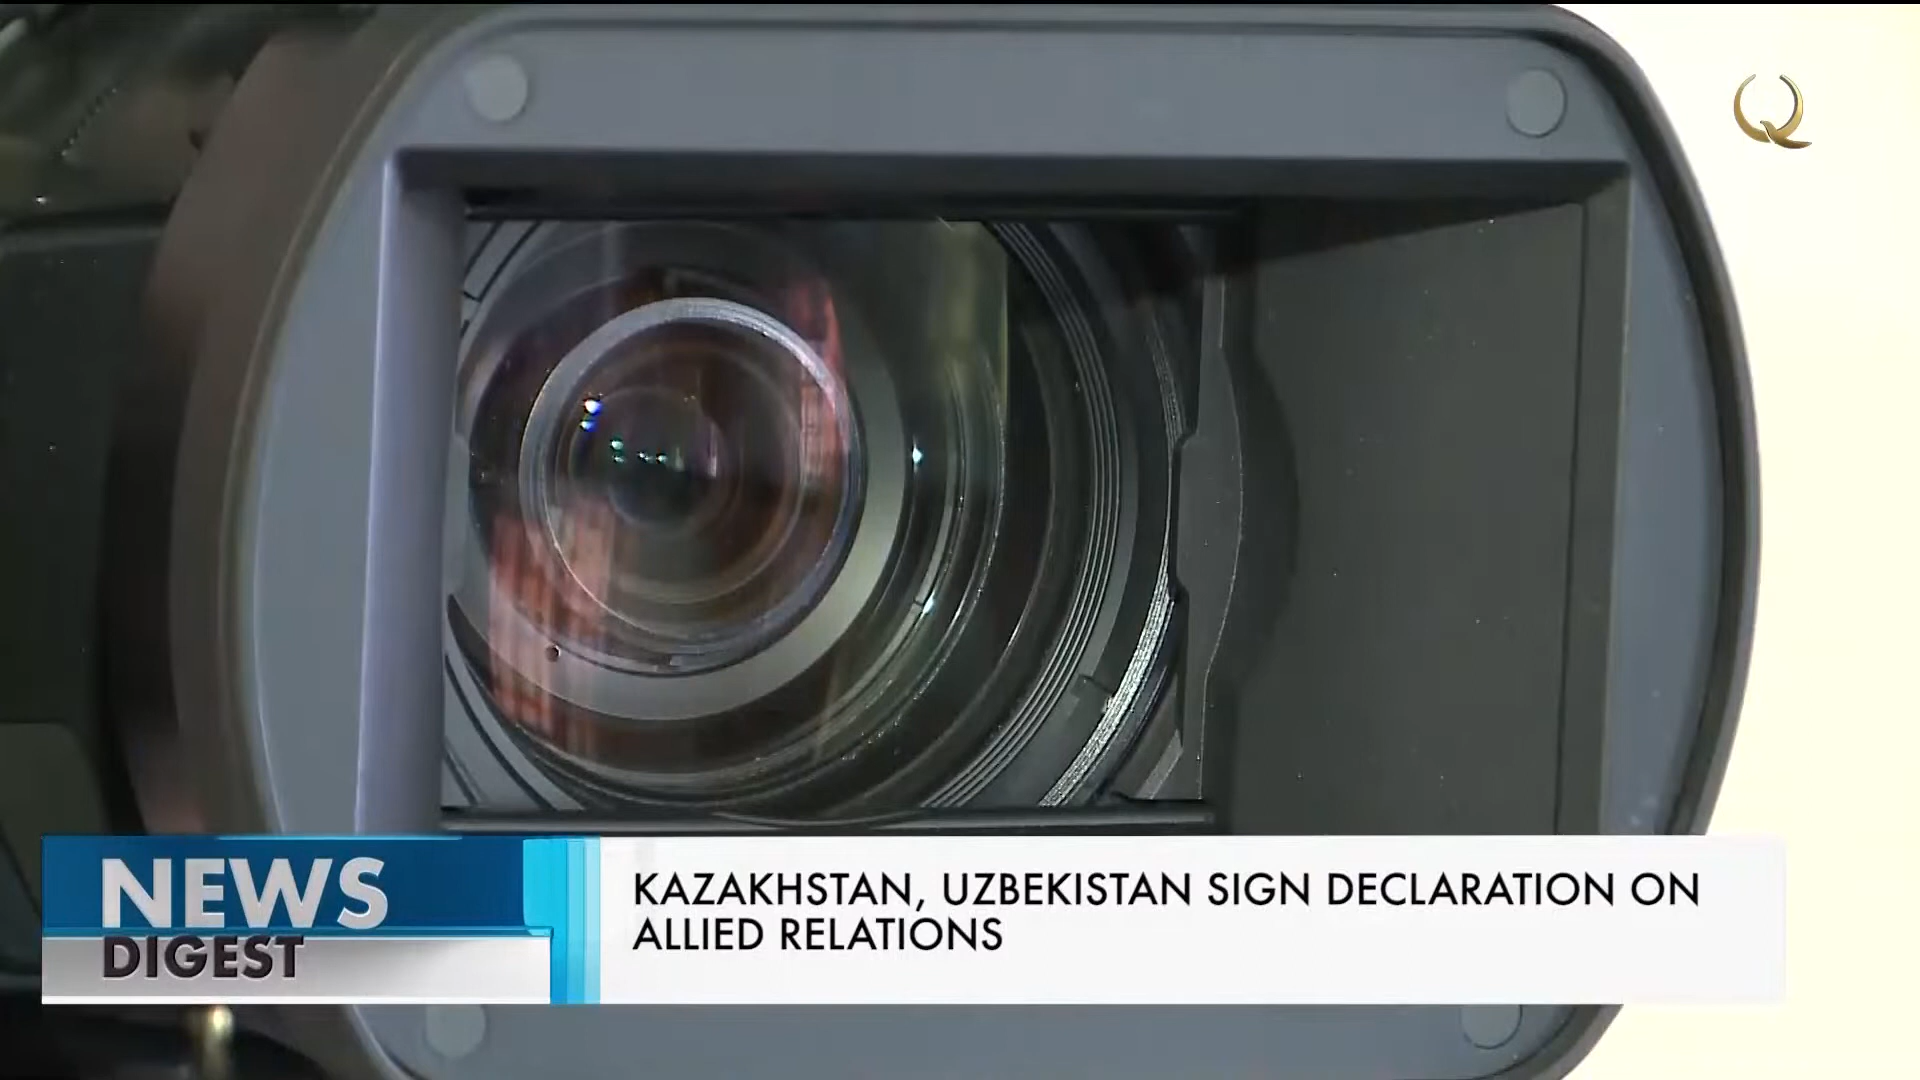 Q
NEWS
DIGEST
KAZAKHSTAN, UZBEKISTAN SIGN DECLARATION ON
ALLIED RELATIONS